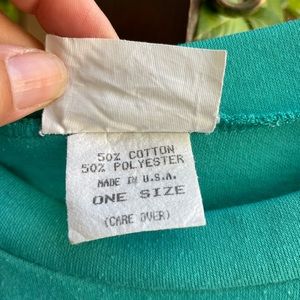 50% COTTON
50% POLYESTER
MADE IN U.S.A.
ONE SIZE
(CARE OVER)